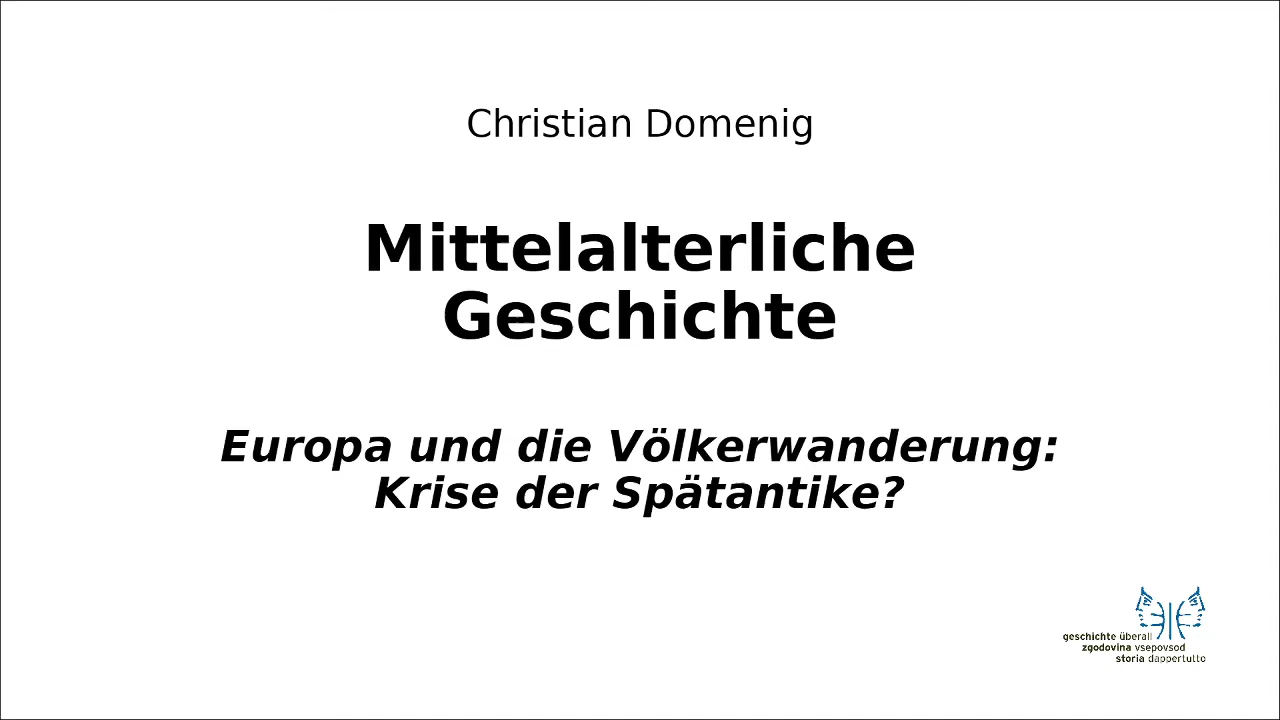 Christian Domenig
Mittelalterliche
Geschichte
Europa und die Völkerwanderung:
Krise der Spätantike?
geschichte überall
zgodovina vsepovsod
storia dappertutto